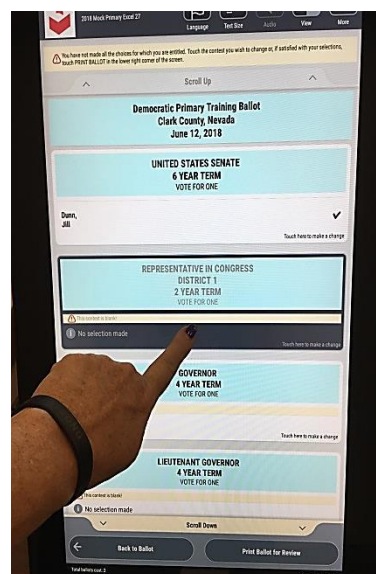 2018 Mock Primary Excel 27
Language Text Size Audio View More
You have not made all the choices for which you are entitled. Touch the contest you wish to change or, if satisfied with your selections,
touch PRINT BALLOT in the lower right corner of the screen.
Scroll Up
Democratic Primary Training Ballot
Clark County, Nevada
June 12, 2018
UNITED STATES SENATE
6 YEAR TERM
VOTE FOR ONE
Dunn,
Jill
Touch here to make a change
REPRESENTATIVE IN CONGRESS
DISTRICT 1
2 YEAR TERM
VOTE FOR ONE
This contest is blank!
No selection made
Touch here to make a change
GOVERNOR
4 YEAR TERM
VOTE FOR ONE
Touch here to make a change
LIEUTENANT GOVERNOR
4 YEAR TERM
VOTE FOR ONE
This contest is blank!
No selection made
Scroll Down
Back to Ballot Print Ballot for Review
Total ballots cast: 2